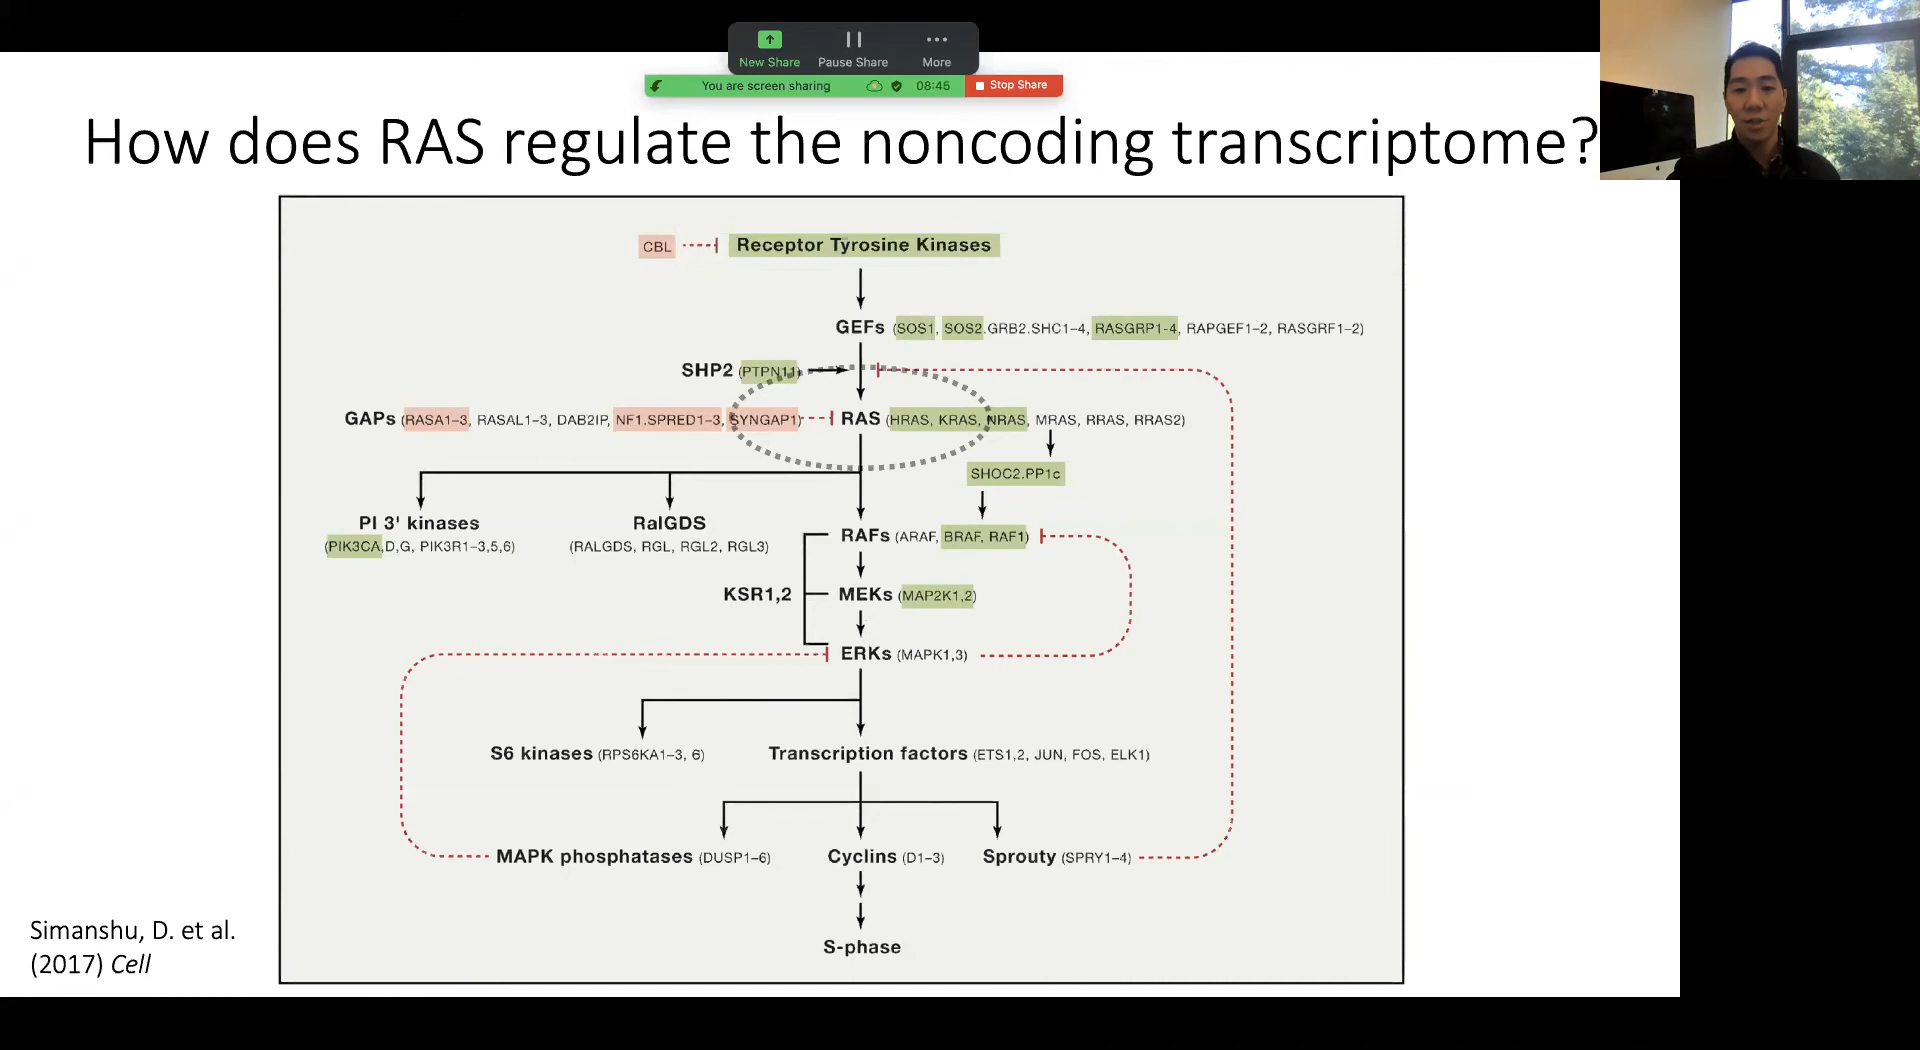 New Share
Pause Share
More
You are screen sharing
08:45
Stop Share
How does RAS regulate the noncoding transcriptome?
CBL
Receptor Tyrosine Kinases
GEFs (SOS1, SOS2.GRB2.SHC1–4, RASGRP1-4, RAPGEF1–2, RASGRF1–2)
SHP2 (PTPN11)
GAPs (RASA1–3, RASAL1–3, DAB2IP, NF1.SPRED1–3, SYNGAP1)
RAS (HRAS, KRAS, NRAS, MRAS, RRAS, RRAS2)
SHOC2.PP1c
PI 3' kinases
(PIK3CA,D,G, PIK3R1–3,5,6)
RalGDS
(RALGDS, RGL, RGL2, RGL3)
RAFs (ARAF, BRAF, RAF1)
KSR1,2
MEKs (MAP2K1,2)
ERKs (MAPK1,3)
S6 kinases (RPS6KA1–3, 6)
Transcription factors (ETS1,2, JUN, FOS, ELK1)
MAPK phosphatases (DUSP1–6)
Cyclins (D1–3)
Sprouty (SPRY1–4)
S-phase
Simanshu, D. et al.
(2017) Cell